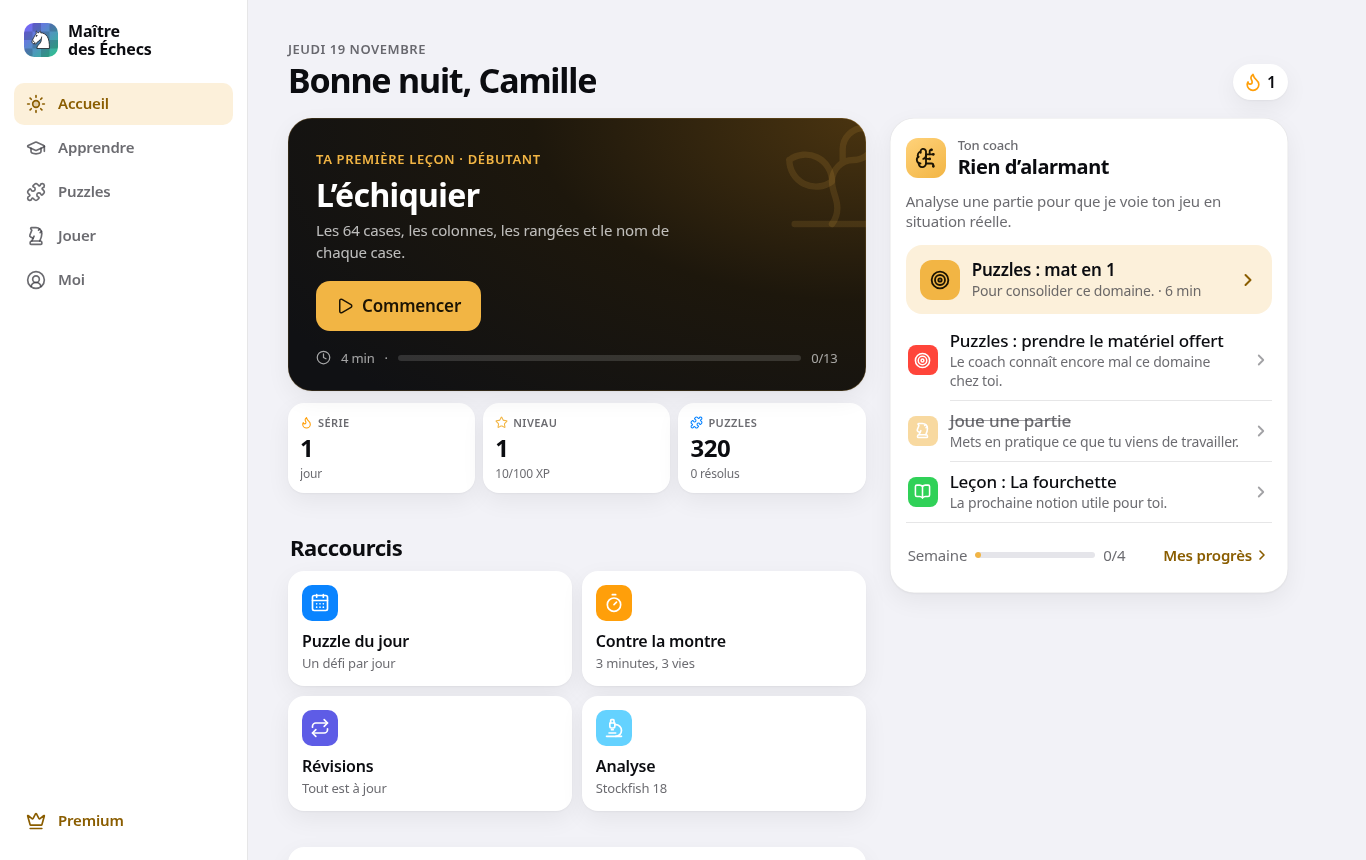 Maître
des Échecs
Accueil
Apprendre
Puzzles
Jouer
Moi
Premium
JEUDI 19 NOVEMBRE
Bonne nuit, Camille
1
TA PREMIÈRE LEÇON · DÉBUTANT
L’échiquier
Les 64 cases, les colonnes, les rangées et le nom de
chaque case.
Commencer
4 min ·
0/13
SÉRIE
1
jour
NIVEAU
1
10/100 XP
PUZZLES
320
0 résolus
Raccourcis
Puzzle du jour
Un défi par jour
Contre la montre
3 minutes, 3 vies
Révisions
Tout est à jour
Analyse
Stockfish 18
Ton coach
Rien d’alarmant
Analyse une partie pour que je voie ton jeu en
situation réelle.
Puzzles : mat en 1
Pour consolider ce domaine. · 6 min
Puzzles : prendre le matériel offert
Le coach connaît encore mal ce domaine
chez toi.
Joue une partie
Mets en pratique ce que tu viens de travailler.
Leçon : La fourchette
La prochaine notion utile pour toi.
Semaine
0/4
Mes progrès